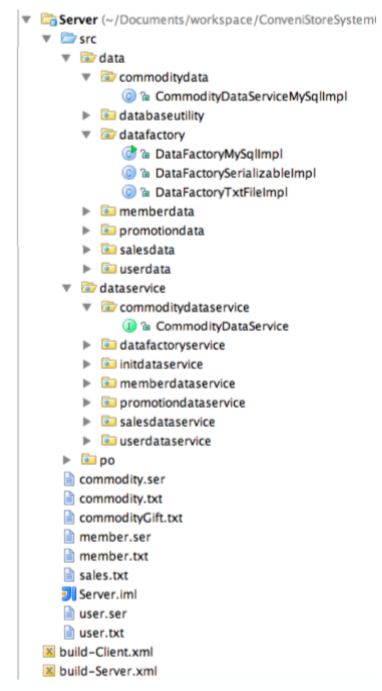 Server (~/Documents/workspace/ConveniStoreSystem
src
data
commoditydata
CommodityDataServiceMySqlImpl
databaseutility
datafactory
DataFactoryMySqlImpl
DataFactorySerializableImpl
DataFactoryTxtFileImpl
memberdata
promotiondata
salesdata
userdata
dataservice
commoditydataservice
CommodityDataService
datafactoryservice
initdataservice
memberdataservice
promotiondataservice
salesdataservice
userdataservice
po
commodity.ser
commodity.txt
commodityGift.txt
member.ser
member.txt
sales.txt
Server.iml
user.ser
user.txt
build-Client.xml
build-Server.xml